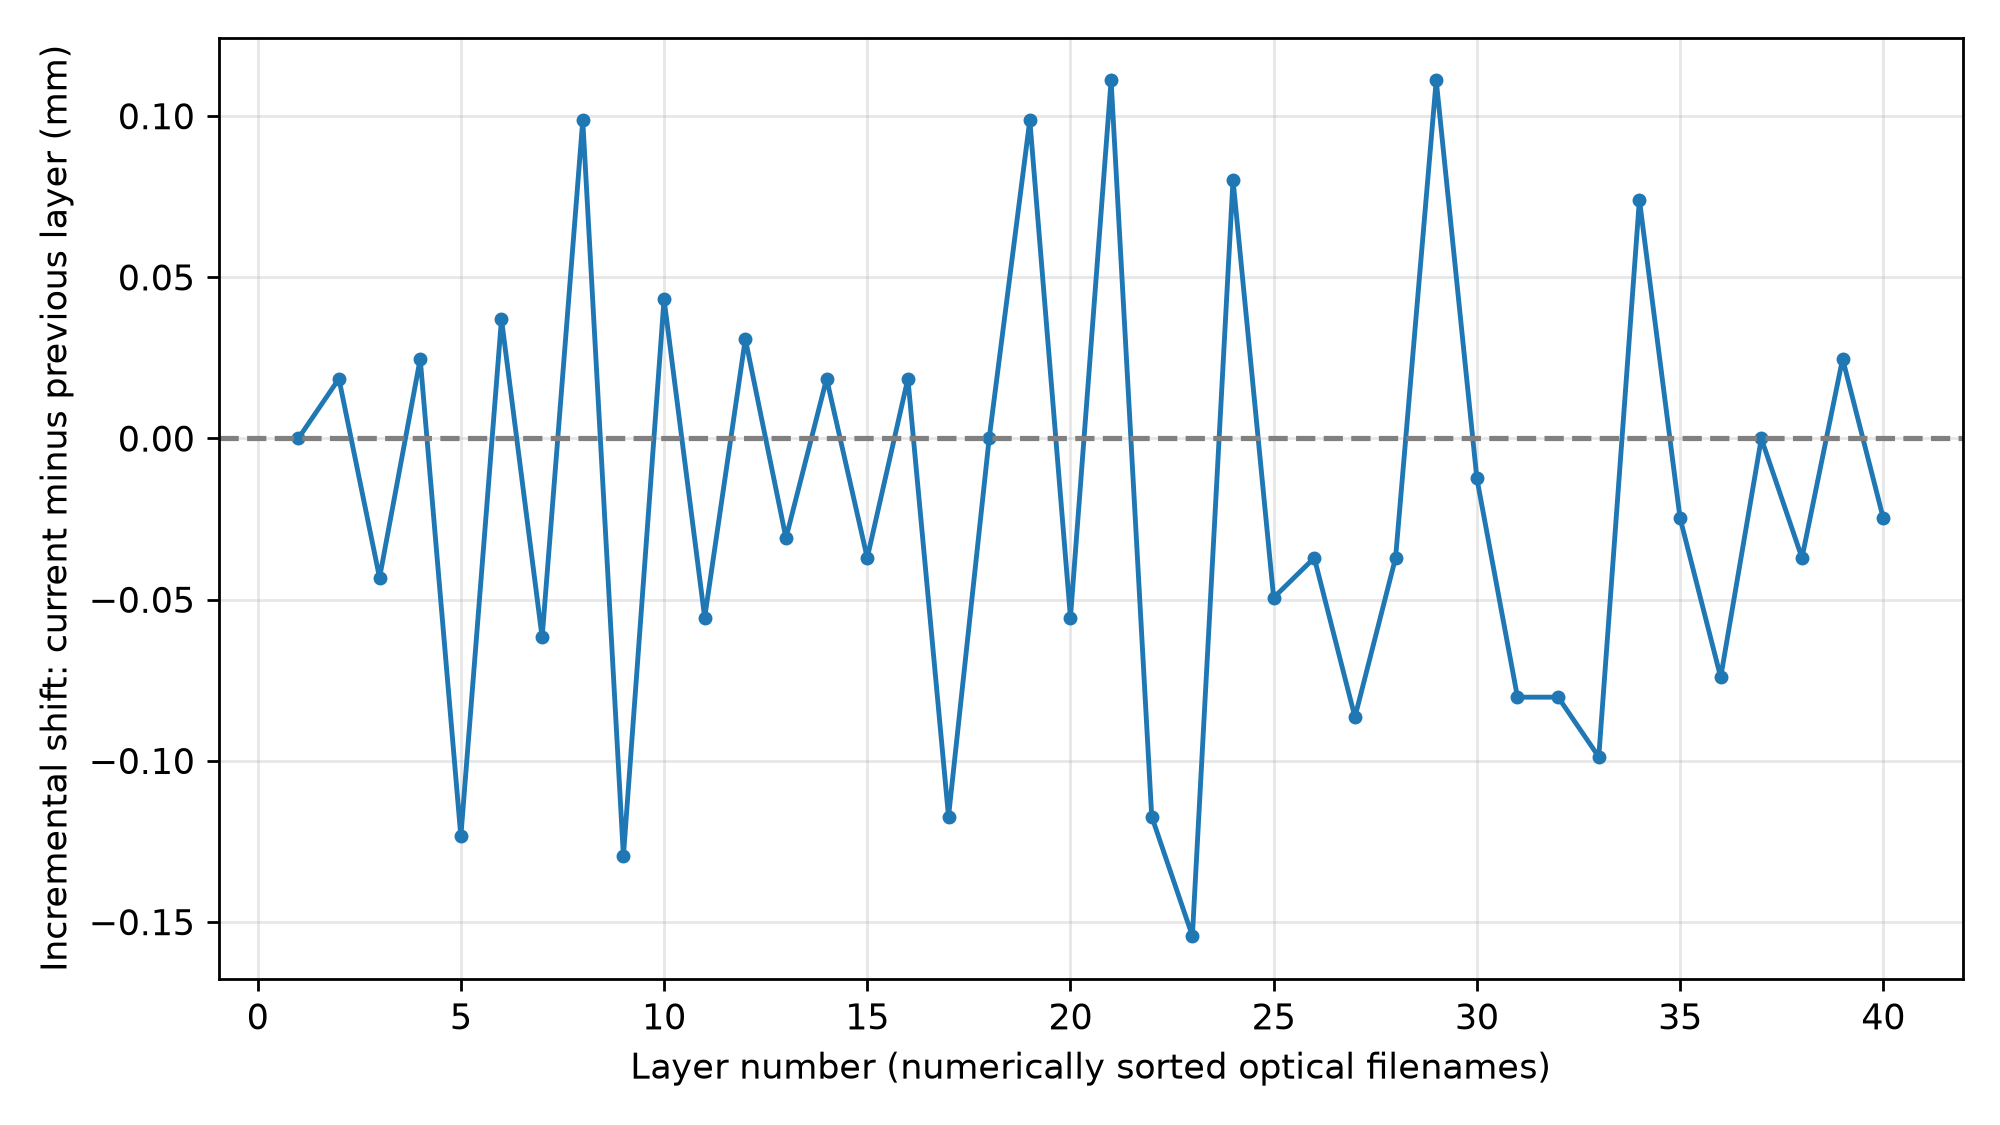 Incremental shift: current minus previous layer (mm)
0.10
0.05
0.00
−0.05
−0.10
−0.15
0 5 10 15 20 25 30 35 40
Layer number (numerically sorted optical filenames)